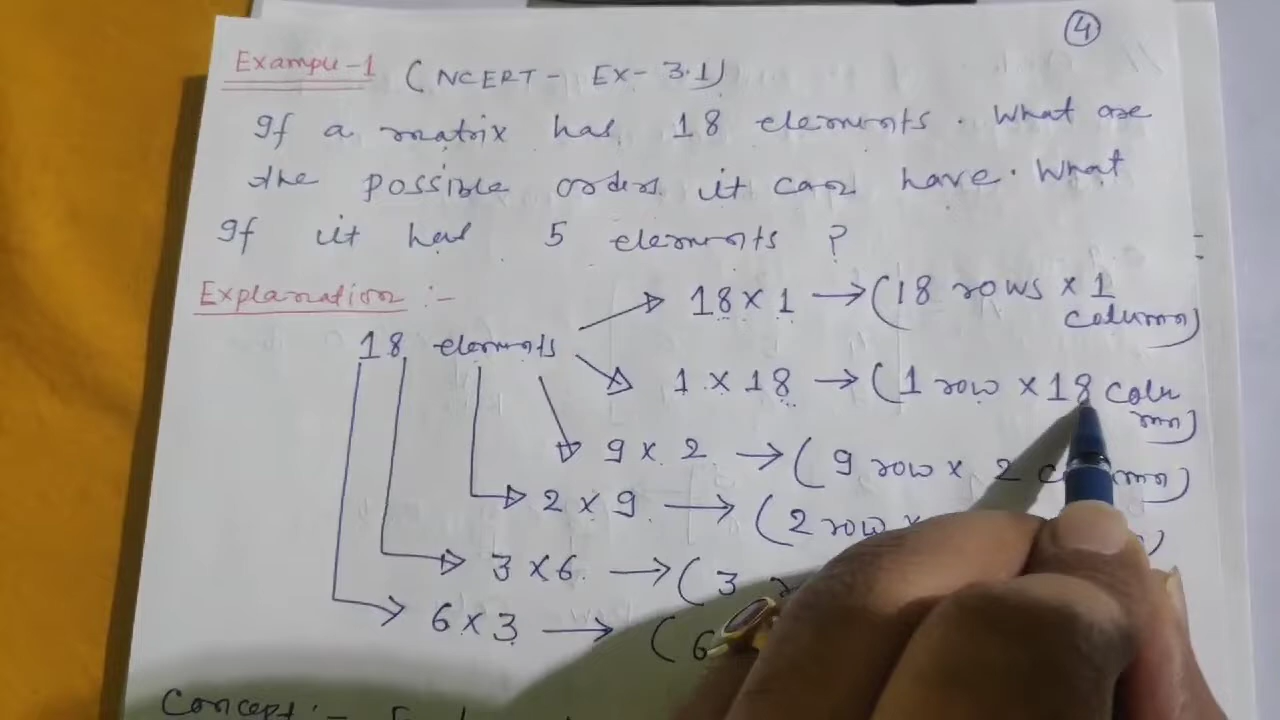 4
Example-1 (NCERT- EX- 3.1)
If a matrix has 18 elements. What are
the possible orders it can have. What
If it has 5 elements ?
Explanation :-
18 elements
18 x 1 → (18 rows x 1
column)
1 x 18 → (1 row x 18 colu
mn)
9 x 2 → (9 row x 2
2 x 9 → (2 row x
3 x 6 → (3
6 x 3 → (6
Concept :-